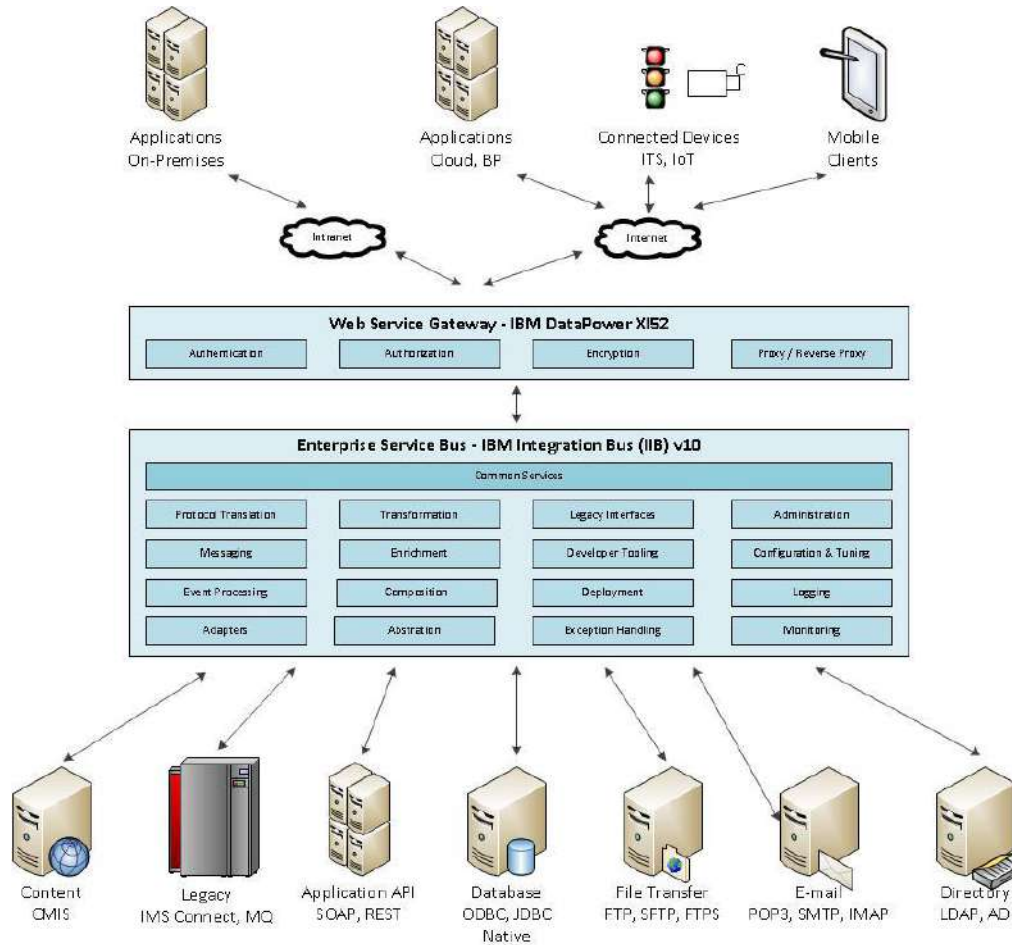 Applications
On-Premises
Applications
Cloud, BP
Connected Devices
ITS, IoT
Mobile
Clients
Intranet
Internet
Web Service Gateway - IBM DataPower XI52
Authentication
Authorization
Encryption
Proxy / Reverse Proxy
Enterprise Service Bus - IBM Integration Bus (IIB) v10
Common Services
Protocol Translation
Transformation
Legacy Interfaces
Administration
Messaging
Enrichment
Developer Tooling
Configuration & Tuning
Event Processing
Composition
Deployment
Logging
Adapters
Abstration
Exception Handling
Monitoring
Content
CMIS
Legacy
IMS Connect, MQ
Application API
SOAP, REST
Database
ODBC, JDBC
Native
File Transfer
FTP, SFTP, FTPS
E-mail
POP3, SMTP, IMAP
Directory
LDAP, AD